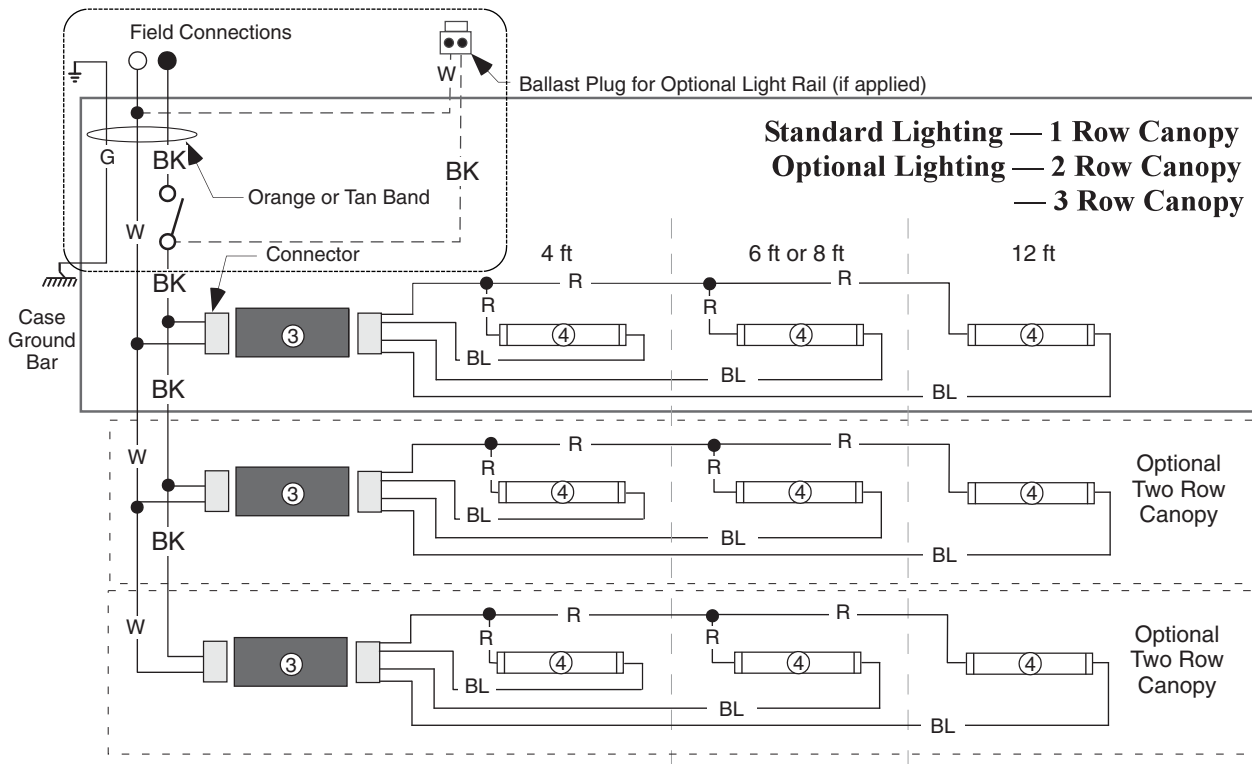 Field Connections
W
Ballast Plug for Optional Light Rail (if applied)
Standard Lighting — 1 Row Canopy
Optional Lighting — 2 Row Canopy
— 3 Row Canopy
G
BK
BK
Orange or Tan Band
W
Connector
4 ft
6 ft or 8 ft
12 ft
BK
Case
Ground
Bar
R
R
R
R
3
4
4
4
BL
BL
BL
BK
W
R
R
R
R
3
4
4
4
BL
BL
BL
Optional
Two Row
Canopy
BK
W
R
R
R
R
3
4
4
4
BL
BL
BL
Optional
Two Row
Canopy